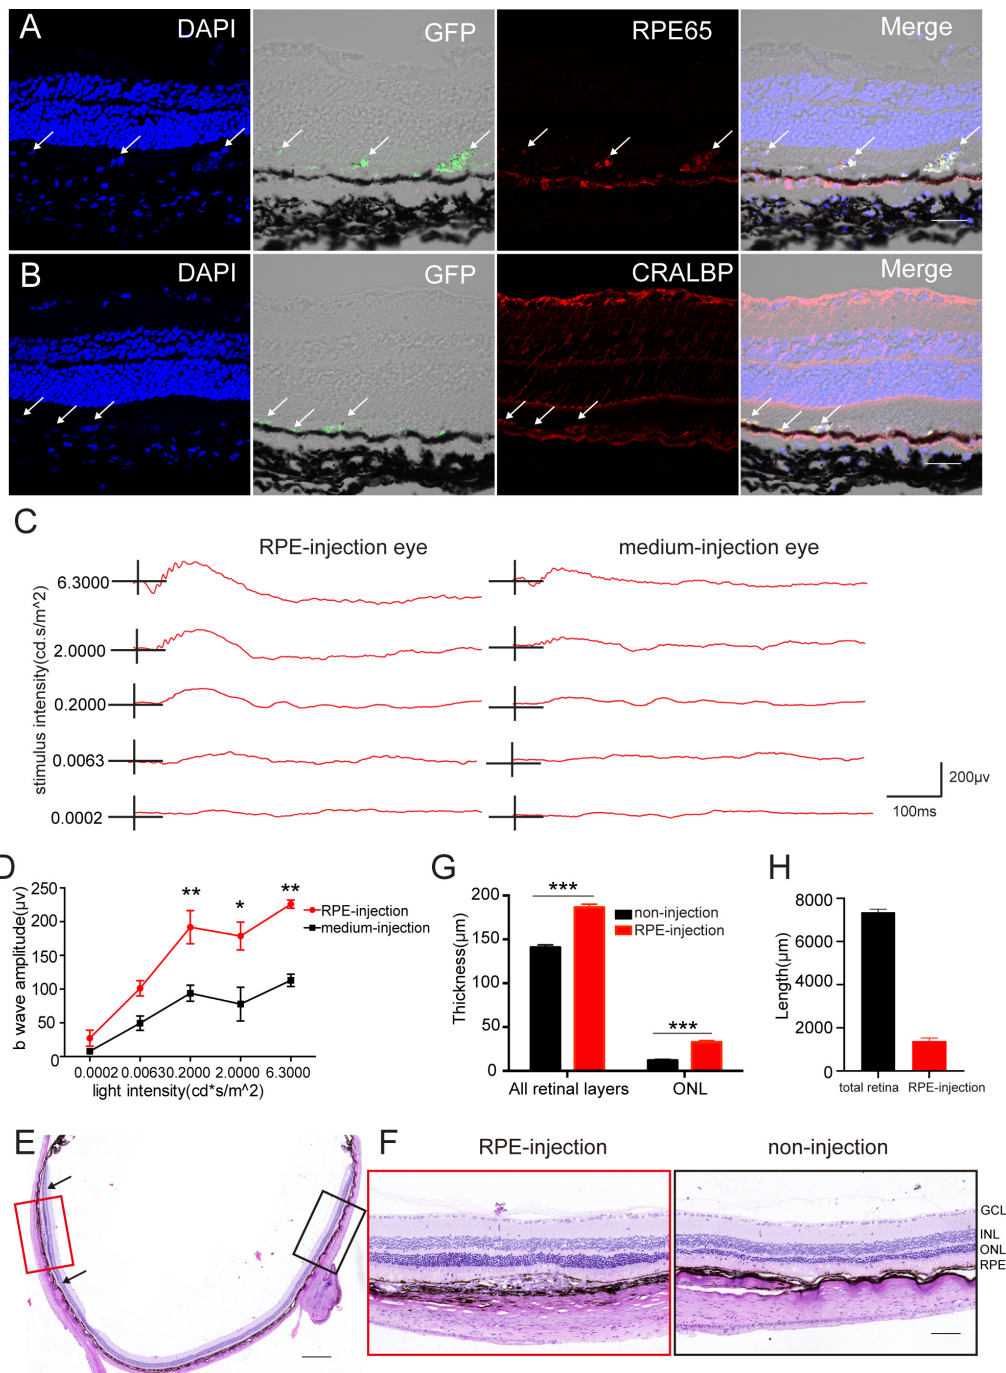 A
DAPI
GFP
RPE65
Merge
B
DAPI
GFP
CRALBP
Merge
C
RPE-injection eye
medium-injection eye
stimulus intensity(cd.s/m^2)
6.3000
2.0000
0.2000
0.0063
0.0002
200μv
100ms
D
b wave amplitude(μv)
250
200
150
100
50
0
** * **
RPE-injection
medium-injection
0.0002 0.0063 0.2000 2.0000 6.3000
light intensity(cd*s/m^2)
G
Thickness(μm)
200
150
100
50
0
***
***
non-injection
RPE-injection
All retinal layers
ONL
H
Length(μm)
8000
6000
4000
2000
0
total retina
RPE-injection
E
F
RPE-injection
non-injection
GCL
INL
ONL
RPE